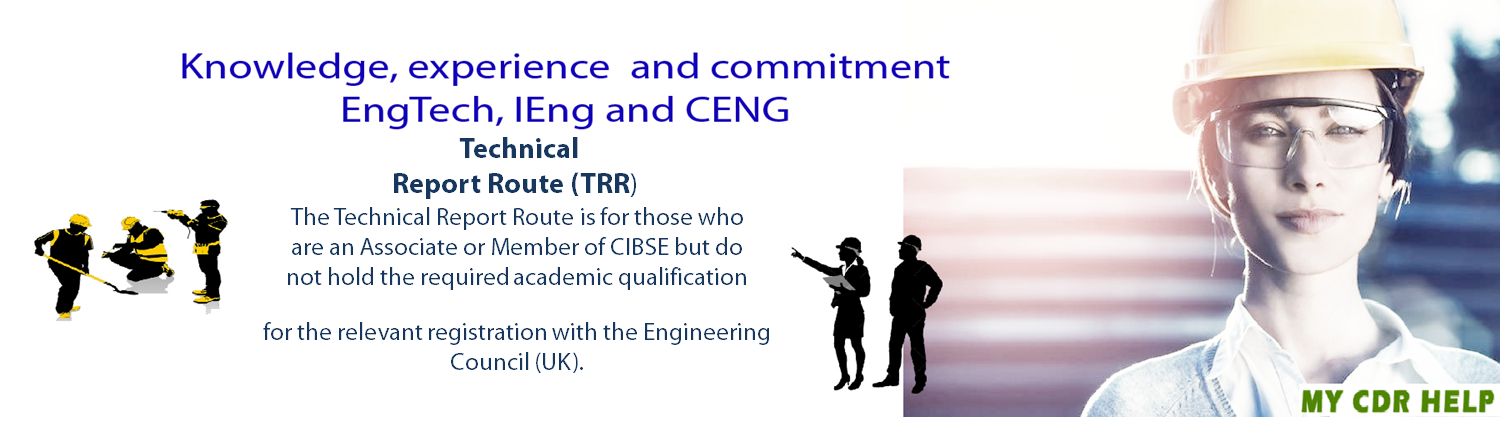 Knowledge, experience and commitment
EngTech, IEng and CENG
Technical
Report Route (TRR)
The Technical Report Route is for those who
are an Associate or Member of CIBSE but do
not hold the required academic qualification
for the relevant registration with the Engineering
Council (UK).
MY CDR HELP